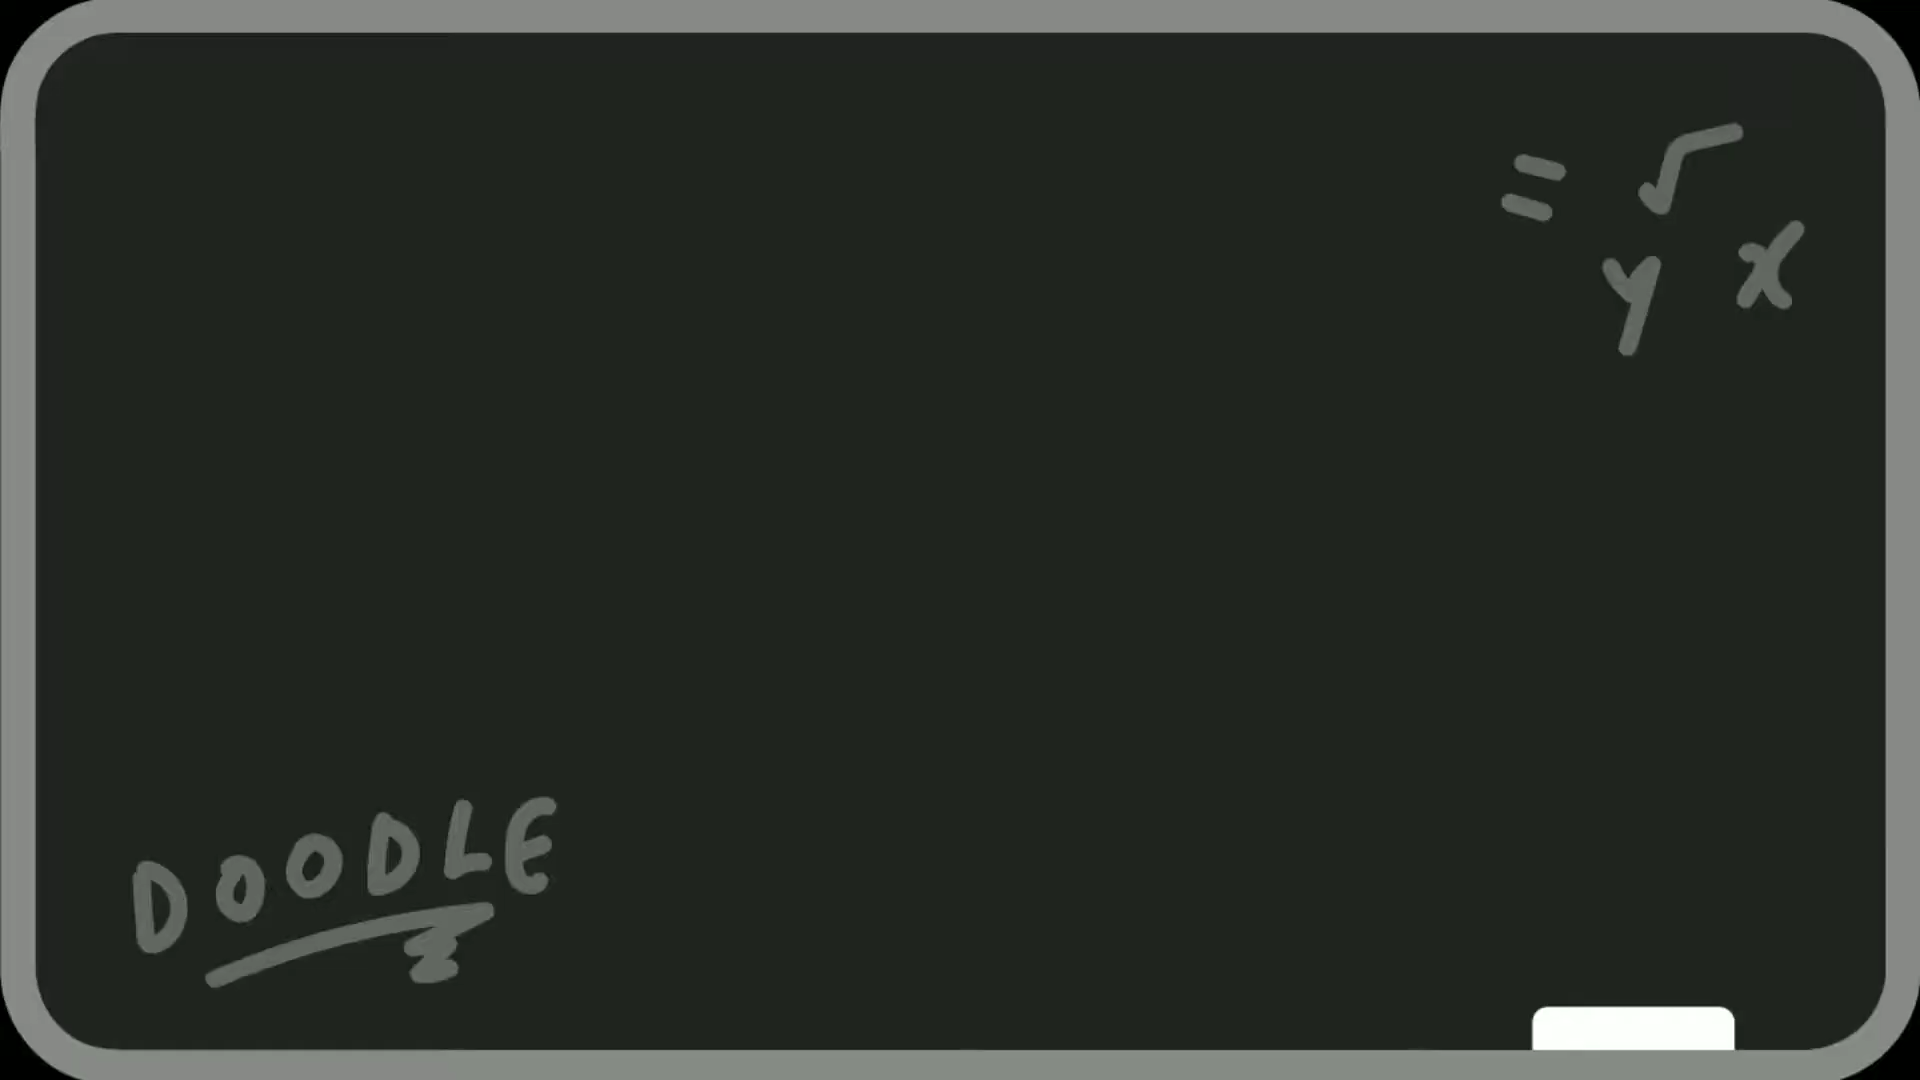 = √
y x
DOODLE